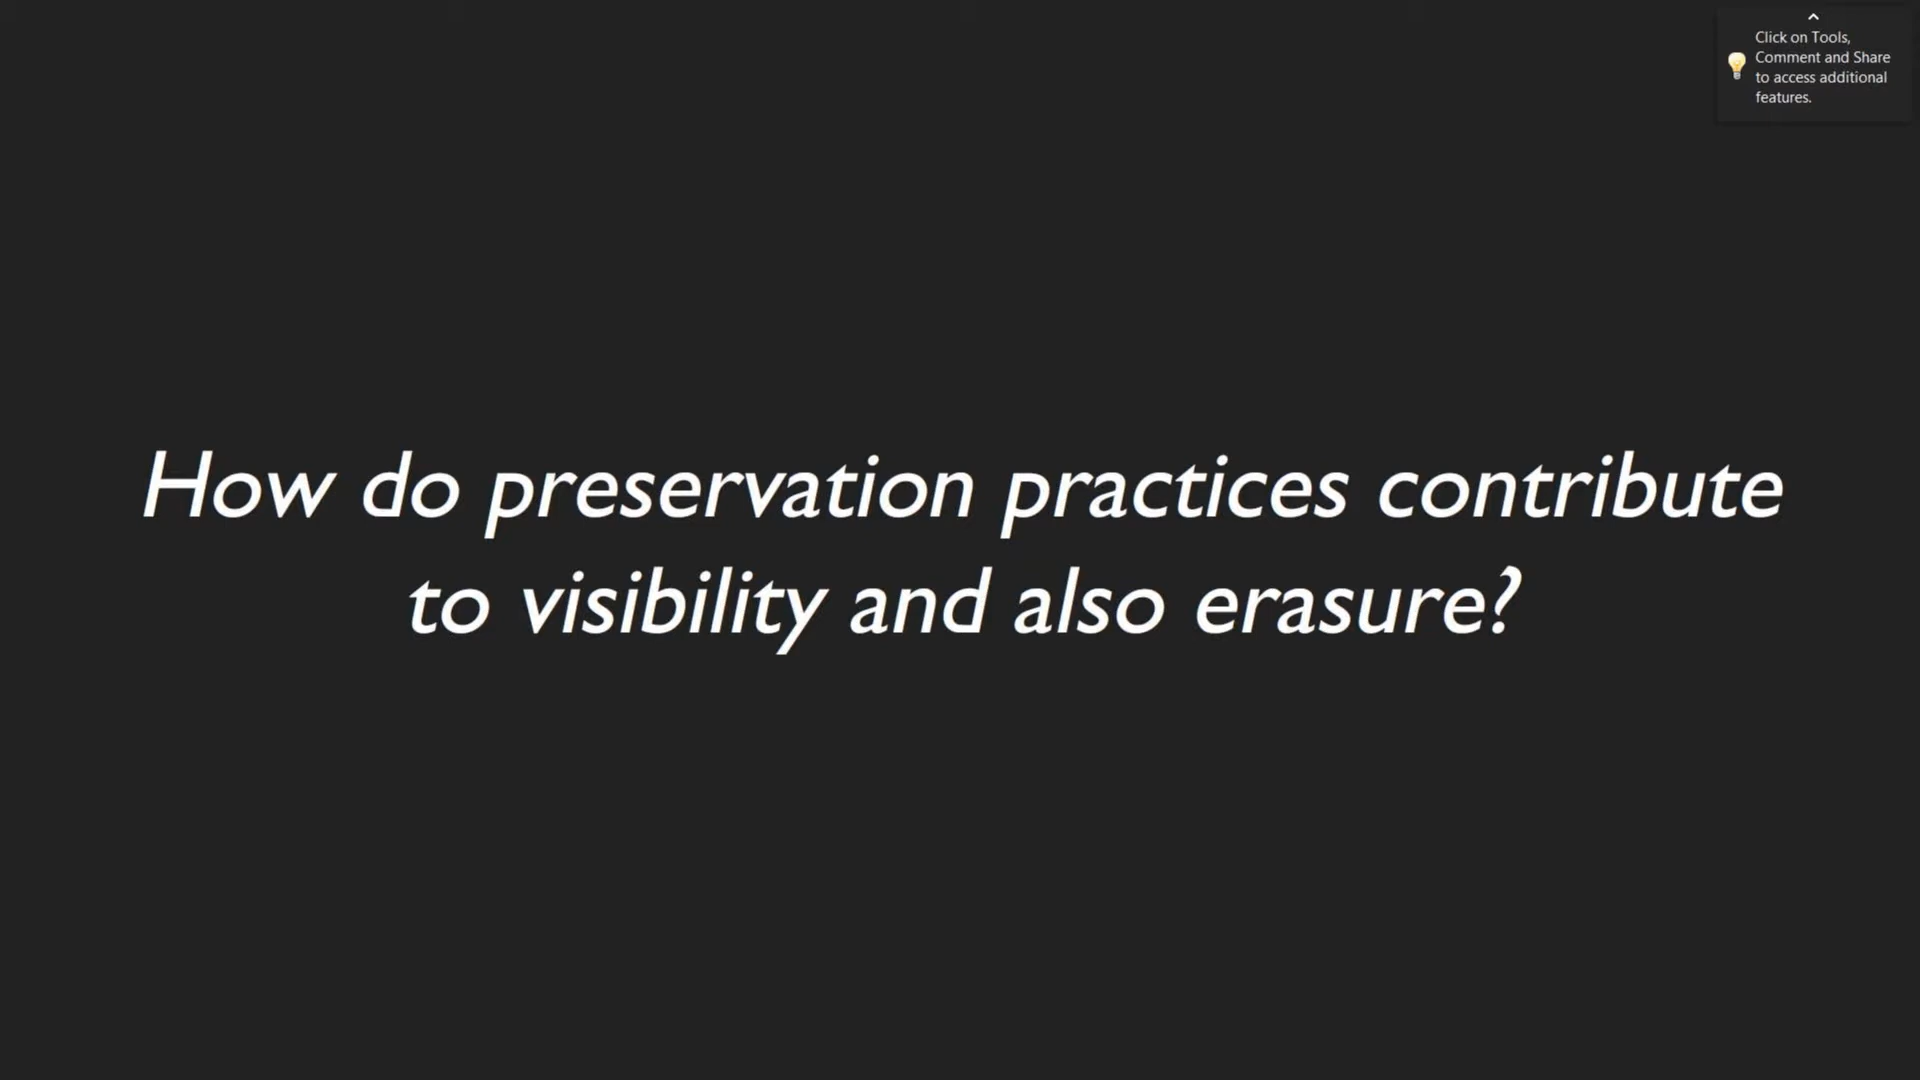 Click on Tools,
Comment and Share
to access additional
features.
How do preservation practices contribute
to visibility and also erasure?